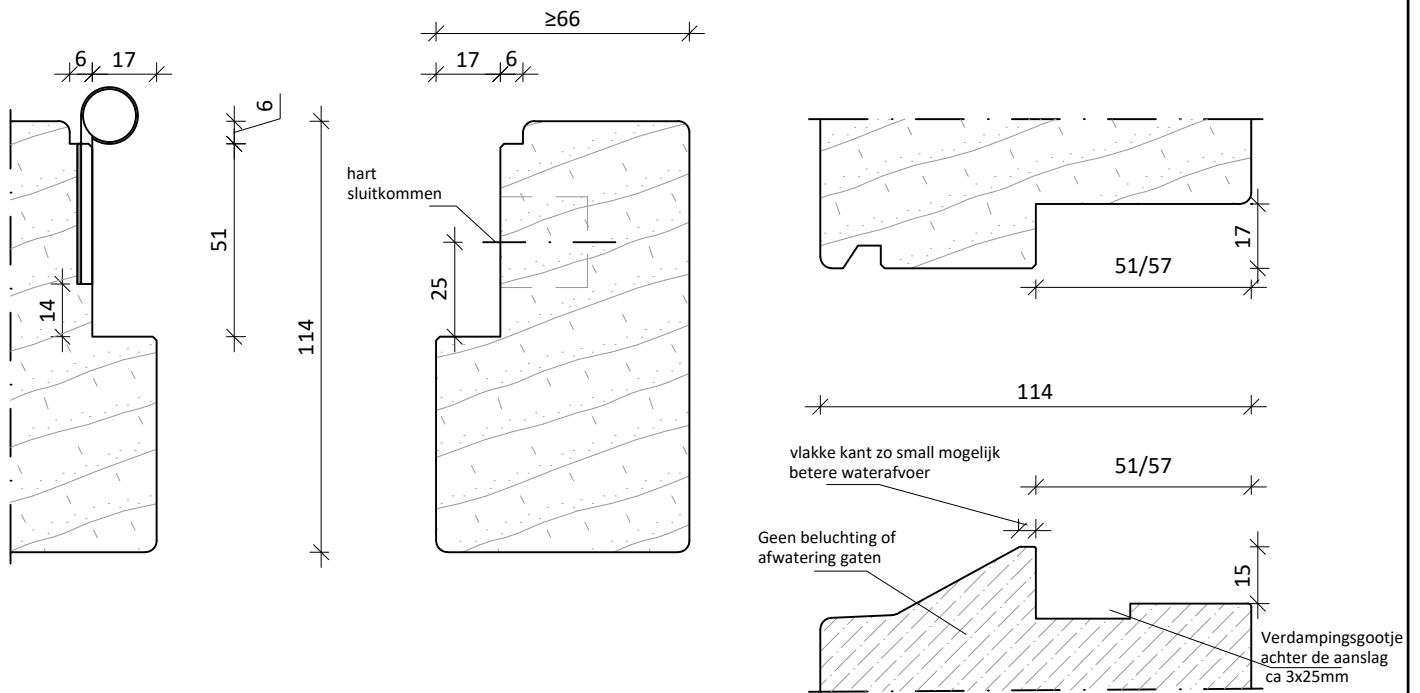 ≥66
6
17
17
6
6
hart
sluitkommen
51
25
14
114
17
51/57
114
vlakke kant zo small mogelijk
betere waterafvoer
51/57
Geen beluchting of
afwatering gaten
15
Verdampingsgootje
achter de aanslag
ca 3x25mm